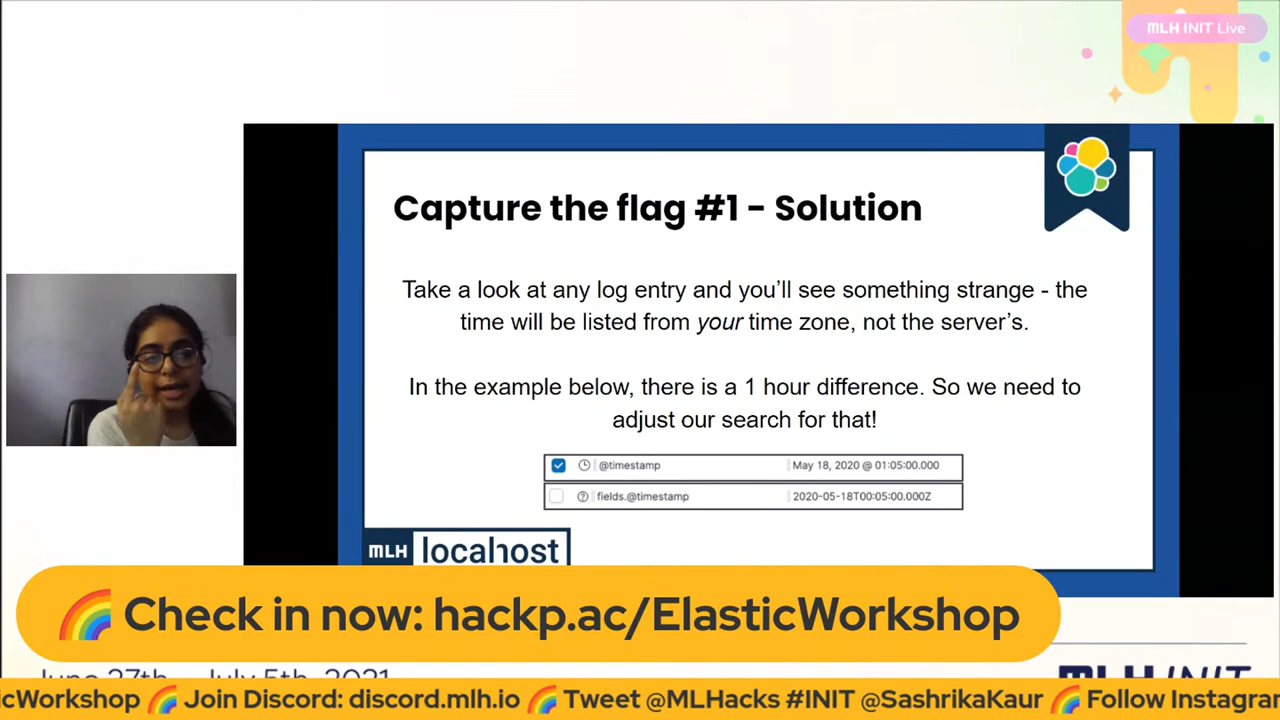 MLH INIT Live
Capture the flag #1 - Solution
Take a look at any log entry and you'll see something strange - the
time will be listed from your time zone, not the server's.
In the example below, there is a 1 hour difference. So we need to
adjust our search for that!
@timestamp May 18, 2020 @ 01:05:00.000
fields.@timestamp 2020-05-18T00:05:00.000Z
MLH localhost
🌈 Check in now: hackp.ac/ElasticWorkshop
June 27th - July 5th, 2021
MLH INIT
icWorkshop 🌈 Join Discord: discord.mlh.io 🌈 Tweet @MLHacks #INIT @SashrikaKaur 🌈 Follow Instagra